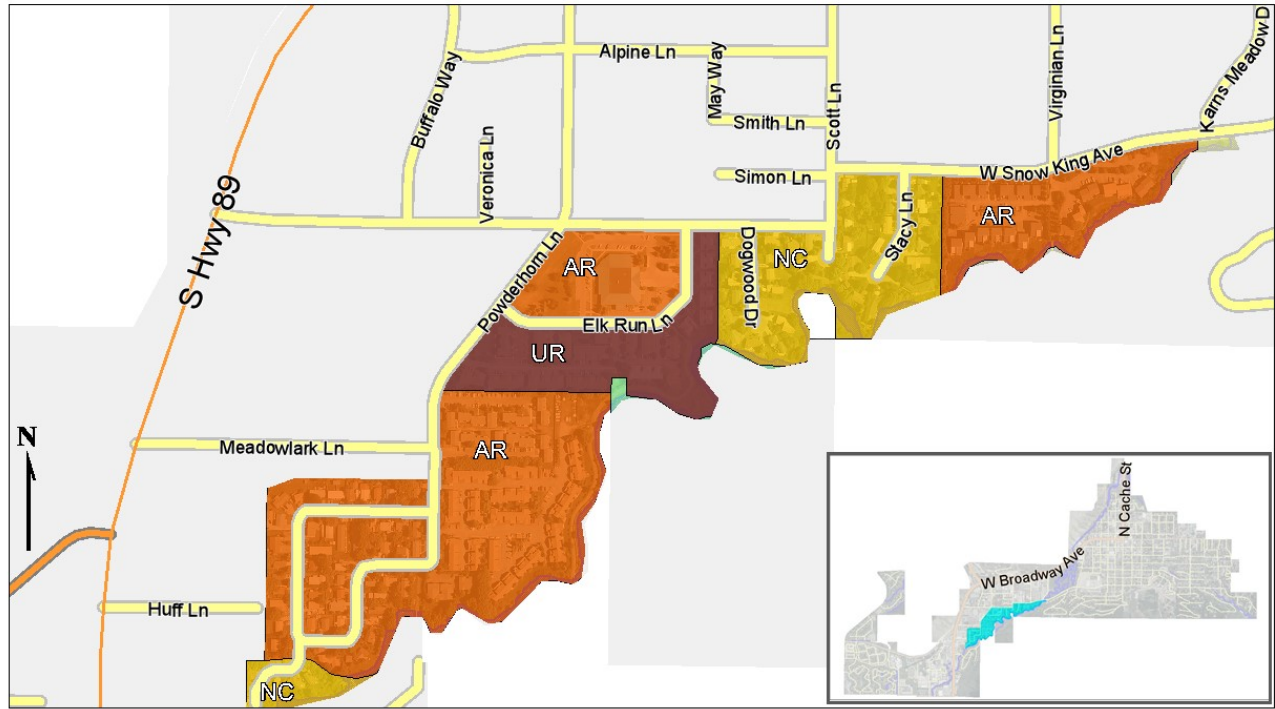 Alpine Ln
Buffalo Way
May Way
Scott Ln
Virginian Ln
Karns Meadow D
Smith Ln
Veronica Ln
Simon Ln
W Snow King Ave
S Hwy 89
Powderhorn Ln
AR
Dogwood Dr
NC
Stacy Ln
AR
Elk Run Ln
UR
N
Meadowlark Ln
AR
Huff Ln
NC
N Cache St
W Broadway Ave